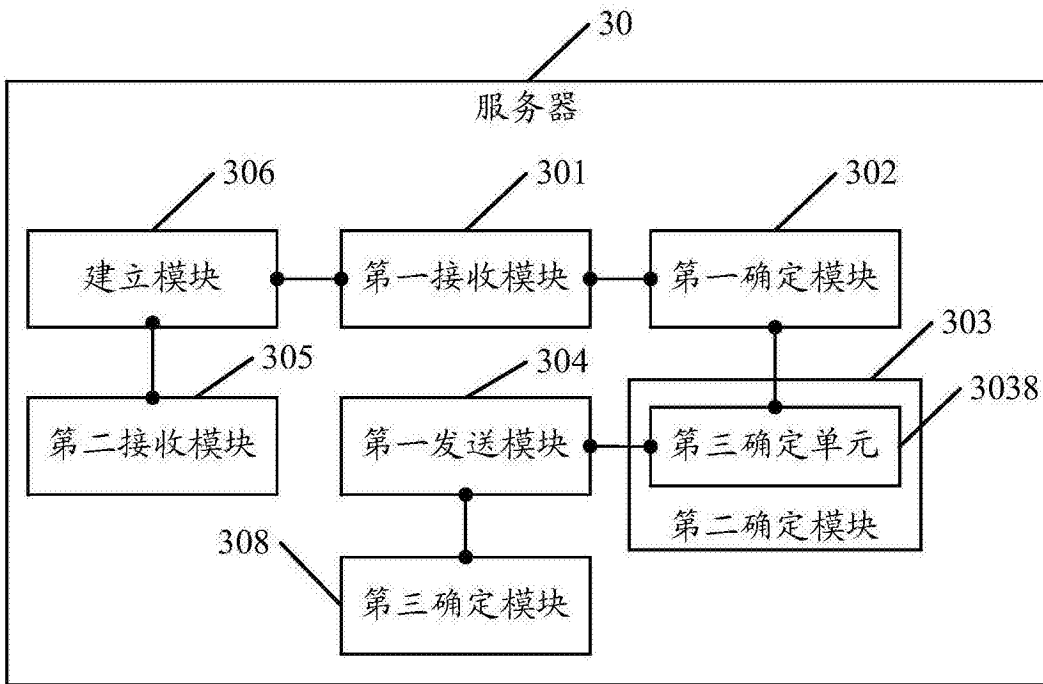 30
服务器
306
301
302
建立模块
第一接收模块
第一确定模块
305
304
303
3038
第二接收模块
第一发送模块
第三确定单元
第二确定模块
308
第三确定模块